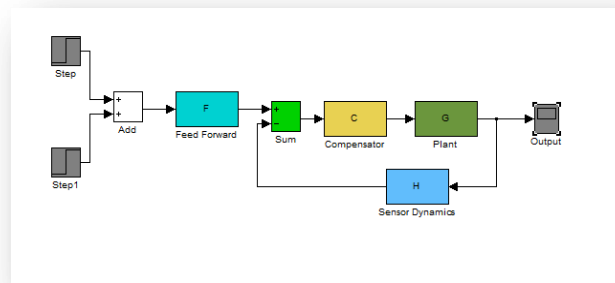 Step
+
+
Add
F
Feed Forward
+
−
Sum
C
Compensator
G
Plant
Output
Step1
H
Sensor Dynamics